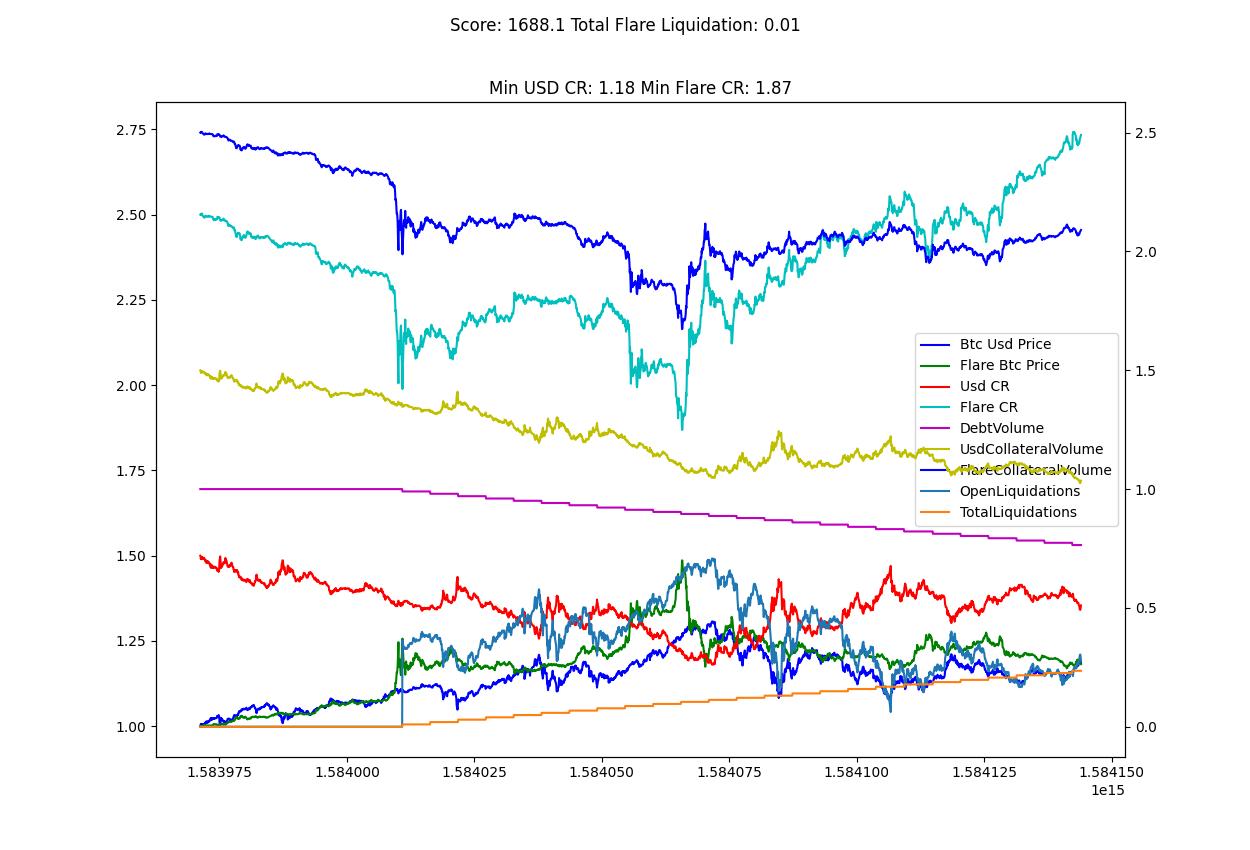 Score: 1688.1 Total Flare Liquidation: 0.01
Min USD CR: 1.18 Min Flare CR: 1.87
2.75
2.50
2.25
2.00
1.75
1.50
1.25
1.00
2.5
2.0
1.5
1.0
0.5
0.0
Btc Usd Price
Flare Btc Price
Usd CR
Flare CR
DebtVolume
UsdCollateralVolume
FlareCollateralVolume
OpenLiquidations
TotalLiquidations
1.583975 1.584000 1.584025 1.584050 1.584075 1.584100 1.584125 1.584150
1e15